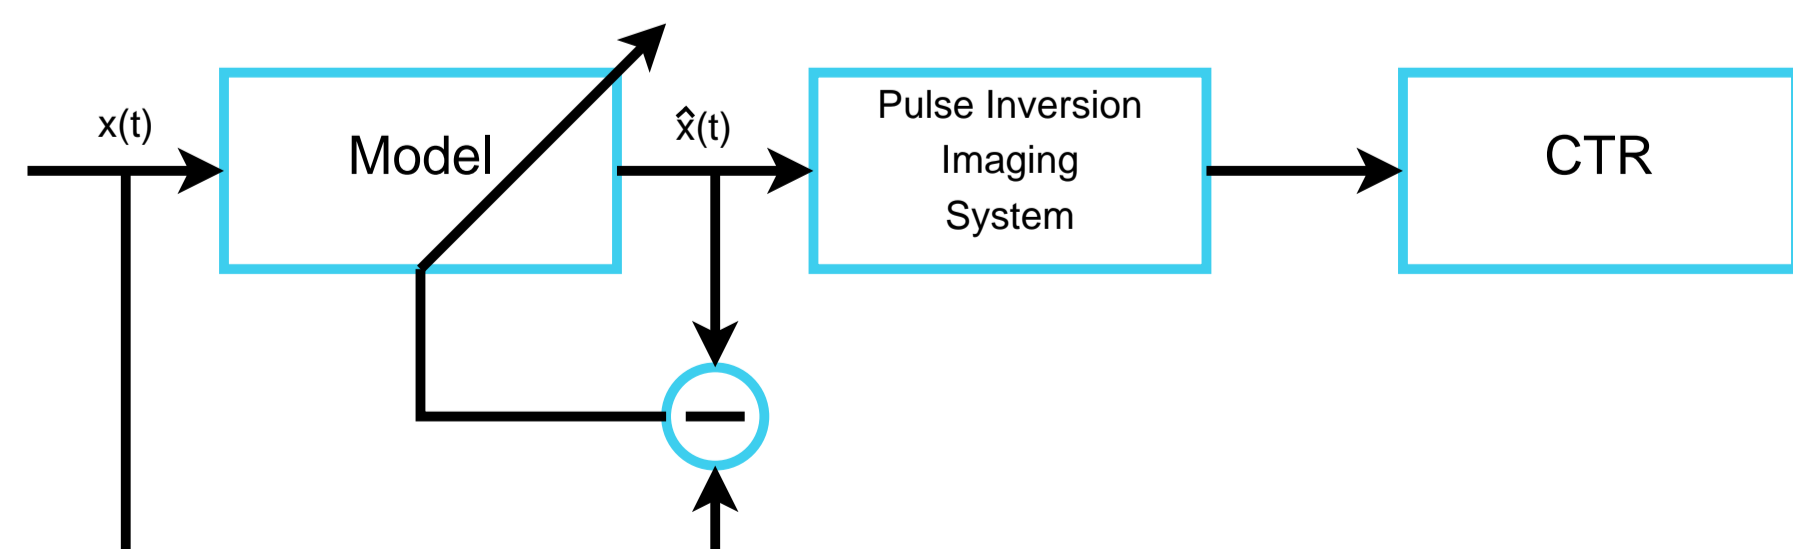 x(t)
Model
x̂(t)
Pulse Inversion
Imaging
System
CTR